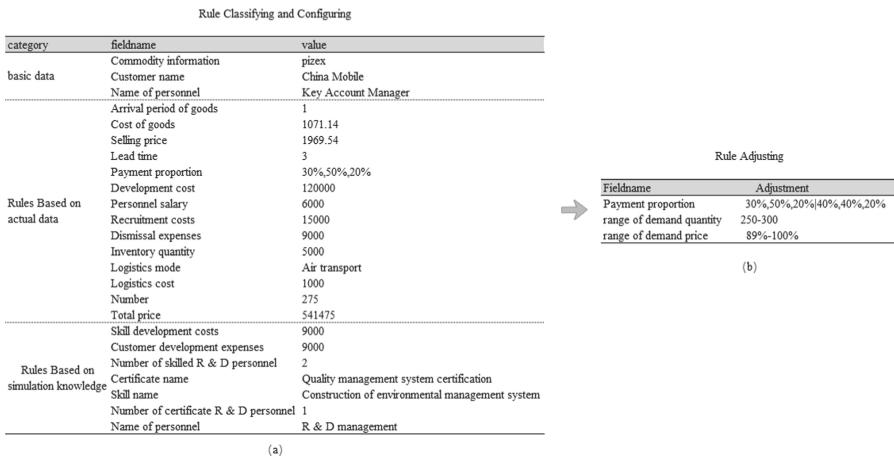 Rule Classifying and Configuring
category fieldname value
basic data
Commodity information pizex
Customer name China Mobile
Name of personnel Key Account Manager
Rules Based on actual data
Arrival period of goods 1
Cost of goods 1071.14
Selling price 1969.54
Lead time 3
Payment proportion 30%,50%,20%
Development cost 120000
Personnel salary 6000
Recruitment costs 15000
Dismissal expenses 9000
Inventory quantity 5000
Logistics mode Air transport
Logistics cost 1000
Number 275
Total price 541475
Rules Based on simulation knowledge
Skill development costs 9000
Customer development expenses 9000
Number of skilled R & D personnel 2
Certificate name Quality management system certification
Skill name Construction of environmental management system
Number of certificate R & D personnel 1
Name of personnel R & D management
(a)
Rule Adjusting
Fieldname Adjustment
Payment proportion 30%,50%,20%|40%,40%,20%
range of demand quantity 250-300
range of demand price 89%-100%
(b)